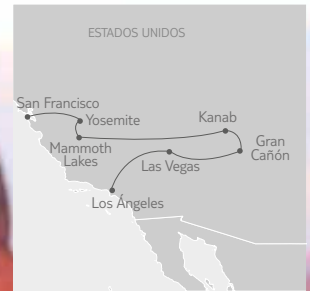 ESTADOS UNIDOS
San Francisco
Yosemite
Kanab
Mammoth
Lakes
Gran
Cañón
Las Vegas
Los Ángeles